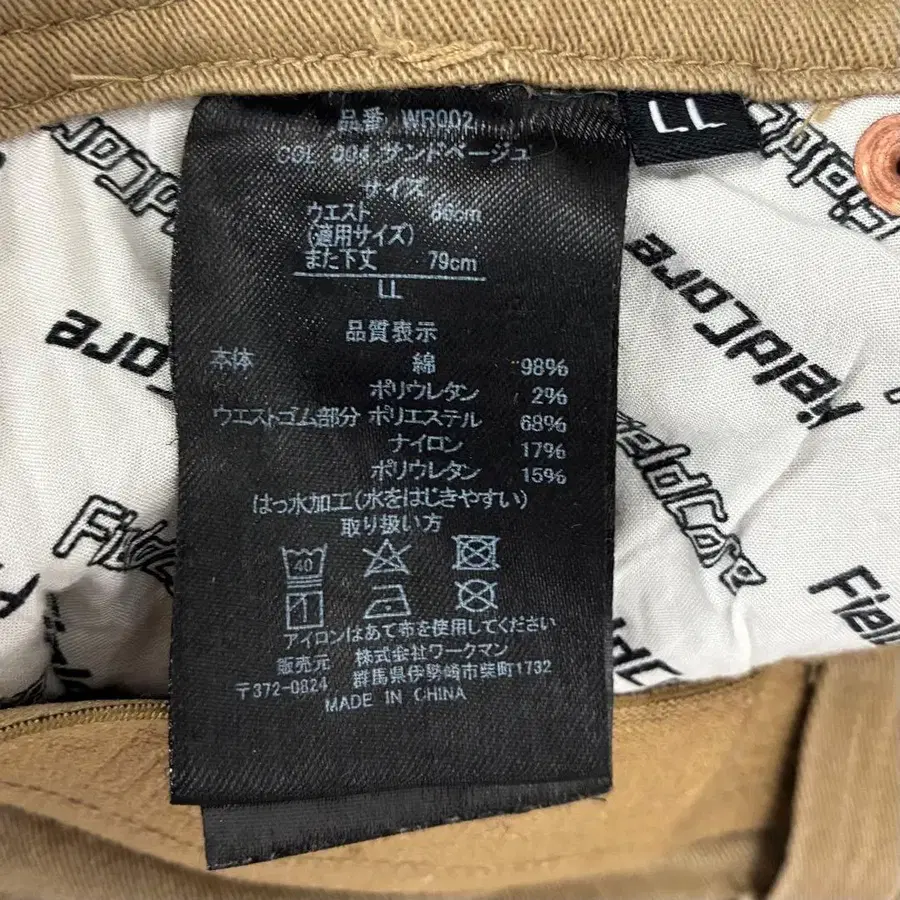 LL
品番 WR002
COL 004 サンドベージュ
サイズ
ウエスト
(適用サイズ)
また下丈 79cm
LL
品質表示
本体 綿 98%
ポリウレタン 2%
ウエストゴム部分 ポリエステル 68%
ナイロン 17%
ポリウレタン 15%
はっ水加工(水をはじきやすい)
取り扱い方
40
アイロンはあて布を使用してください
販売元 株式会社ワークマン
群馬県伊勢崎市柴町1732
〒372-0824
MADE IN CHINA
FieldCore
FieldCore